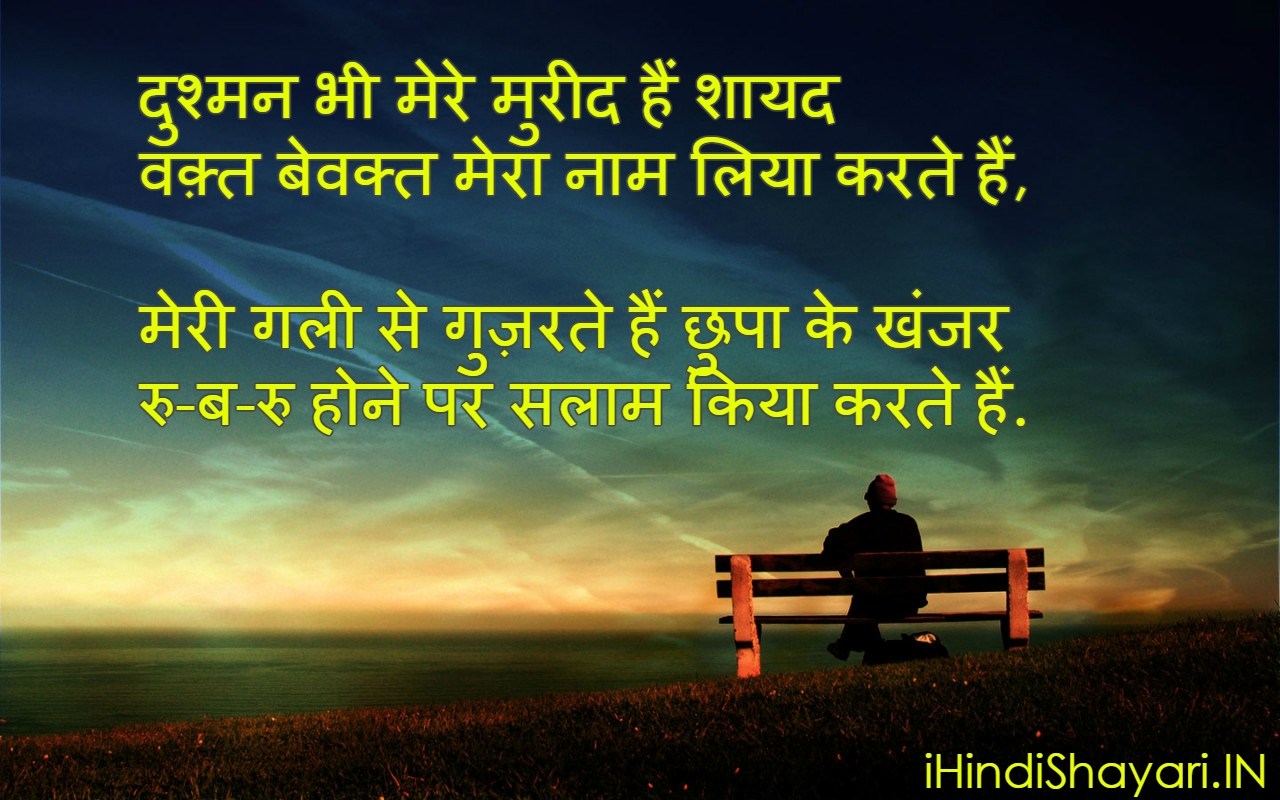 दुश्मन भी मेरे मुरीद हैं शायद
वक़्त बेवक्त मेरा नाम लिया करते हैं,
मेरी गली से गुज़रते हैं छुपा के खंजर
रु-ब-रु होने पर सलाम किया करते हैं.
iHindiShayari.IN